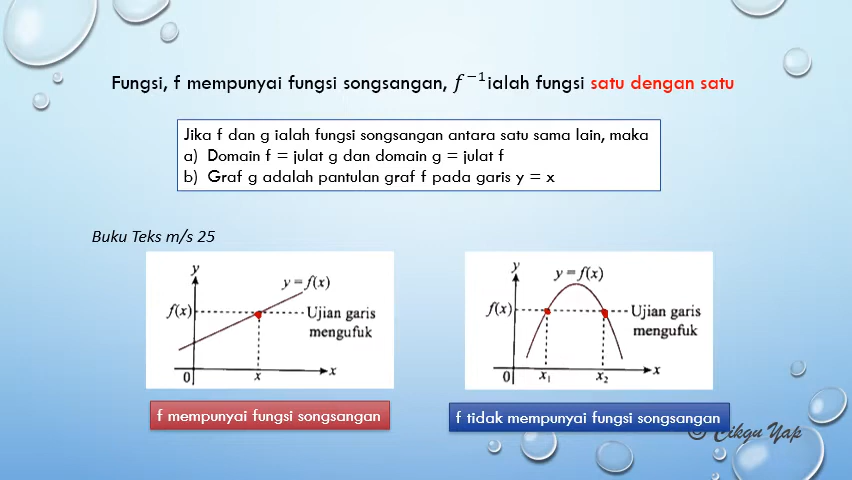 Fungsi, f mempunyai fungsi songsangan, f⁻¹ ialah fungsi satu dengan satu
Jika f dan g ialah fungsi songsangan antara satu sama lain, maka
a) Domain f = julat g dan domain g = julat f
b) Graf g adalah pantulan graf f pada garis y = x
Buku Teks m/s 25
y
y = f(x)
f(x)
Ujian garis
mengufuk
0
x
x
f mempunyai fungsi songsangan
y
y = f(x)
f(x)
Ujian garis
mengufuk
0
x₁
x₂
x
f tidak mempunyai fungsi songsangan
© Cikgu Yap